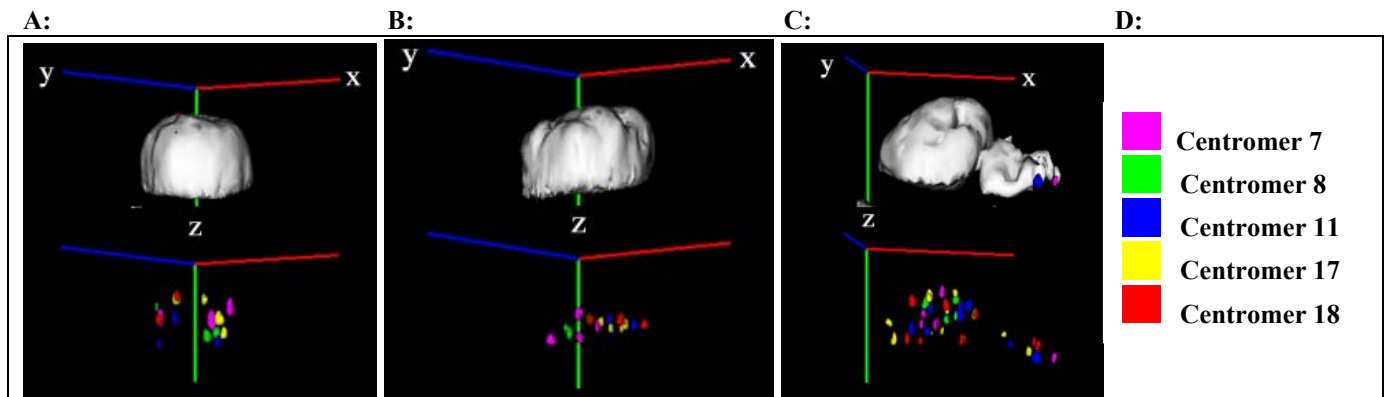 A: B: C: D:
y x
z
y x
z
y x
z
Centromer 7
Centromer 8
Centromer 11
Centromer 17
Centromer 18